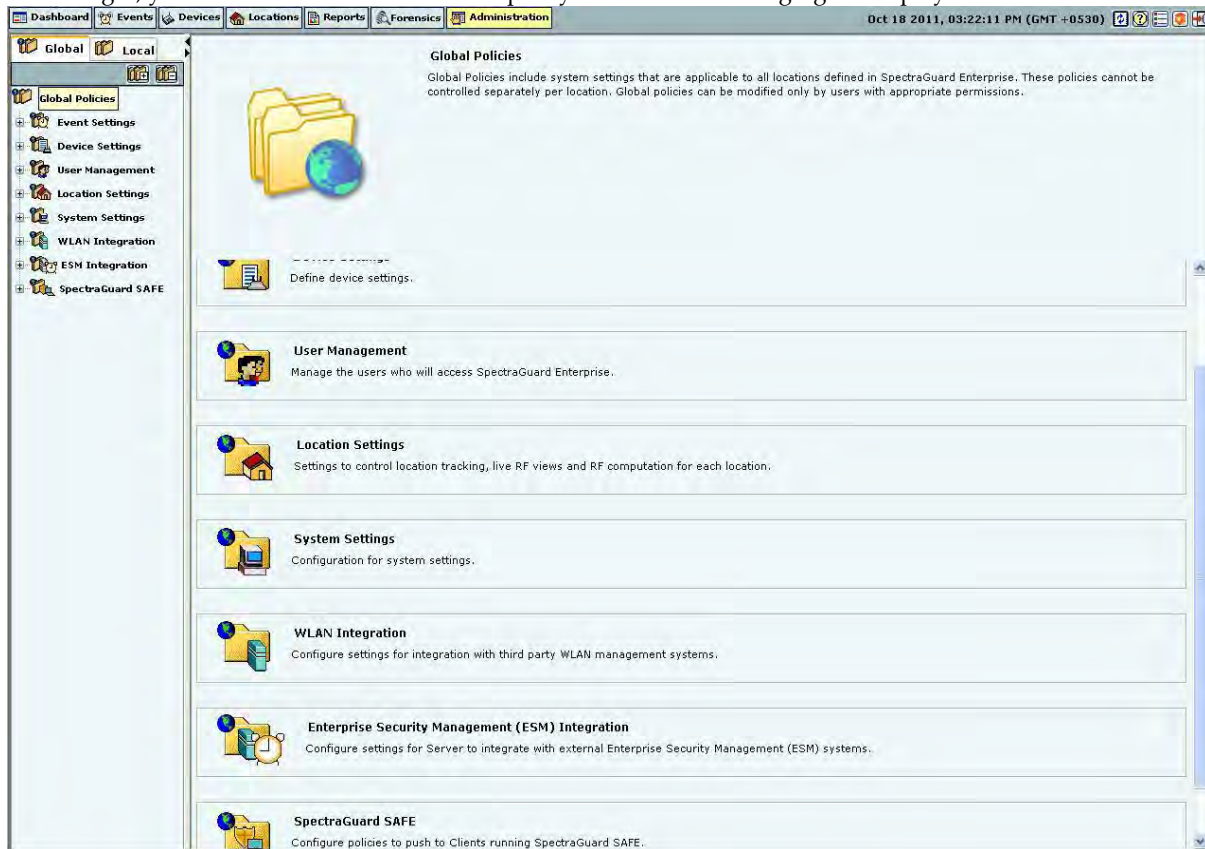 Dashboard Events Devices Locations Reports Forensics Administration Oct 18 2011, 03:22:11 PM (GMT +0530)
Global Local
Global Policies
Event Settings
Device Settings
User Management
Location Settings
System Settings
WLAN Integration
ESM Integration
SpectraGuard SAFE
Global Policies
Global Policies include system settings that are applicable to all locations defined in SpectraGuard Enterprise. These policies cannot be
controlled separately per location. Global policies can be modified only by users with appropriate permissions.
Define device settings.
User Management
Manage the users who will access SpectraGuard Enterprise.
Location Settings
Settings to control location tracking, live RF views and RF computation for each location.
System Settings
Configuration for system settings.
WLAN Integration
Configure settings for integration with third party WLAN management systems.
Enterprise Security Management (ESM) Integration
Configure settings for Server to integrate with external Enterprise Security Management (ESM) systems.
SpectraGuard SAFE
Configure policies to push to Clients running SpectraGuard SAFE.